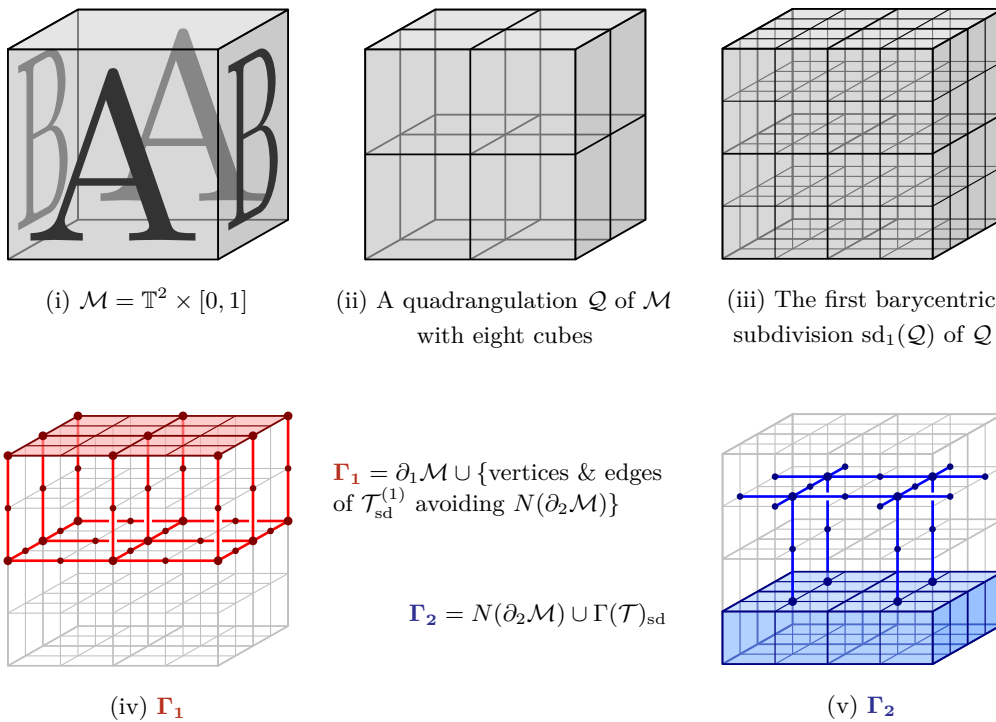 B A A B
(i) ℳ = 𝕋² × [0, 1]
(ii) A quadrangulation 𝒬 of ℳ
with eight cubes
(iii) The first barycentric
subdivision sd₁(𝒬) of 𝒬
Γ₁ = ∂₁ℳ ∪ {vertices & edges
of 𝒯_sd^(1) avoiding N(∂₂ℳ)}
Γ₂ = N(∂₂ℳ) ∪ Γ(𝒯)_sd
(iv) Γ₁
(v) Γ₂